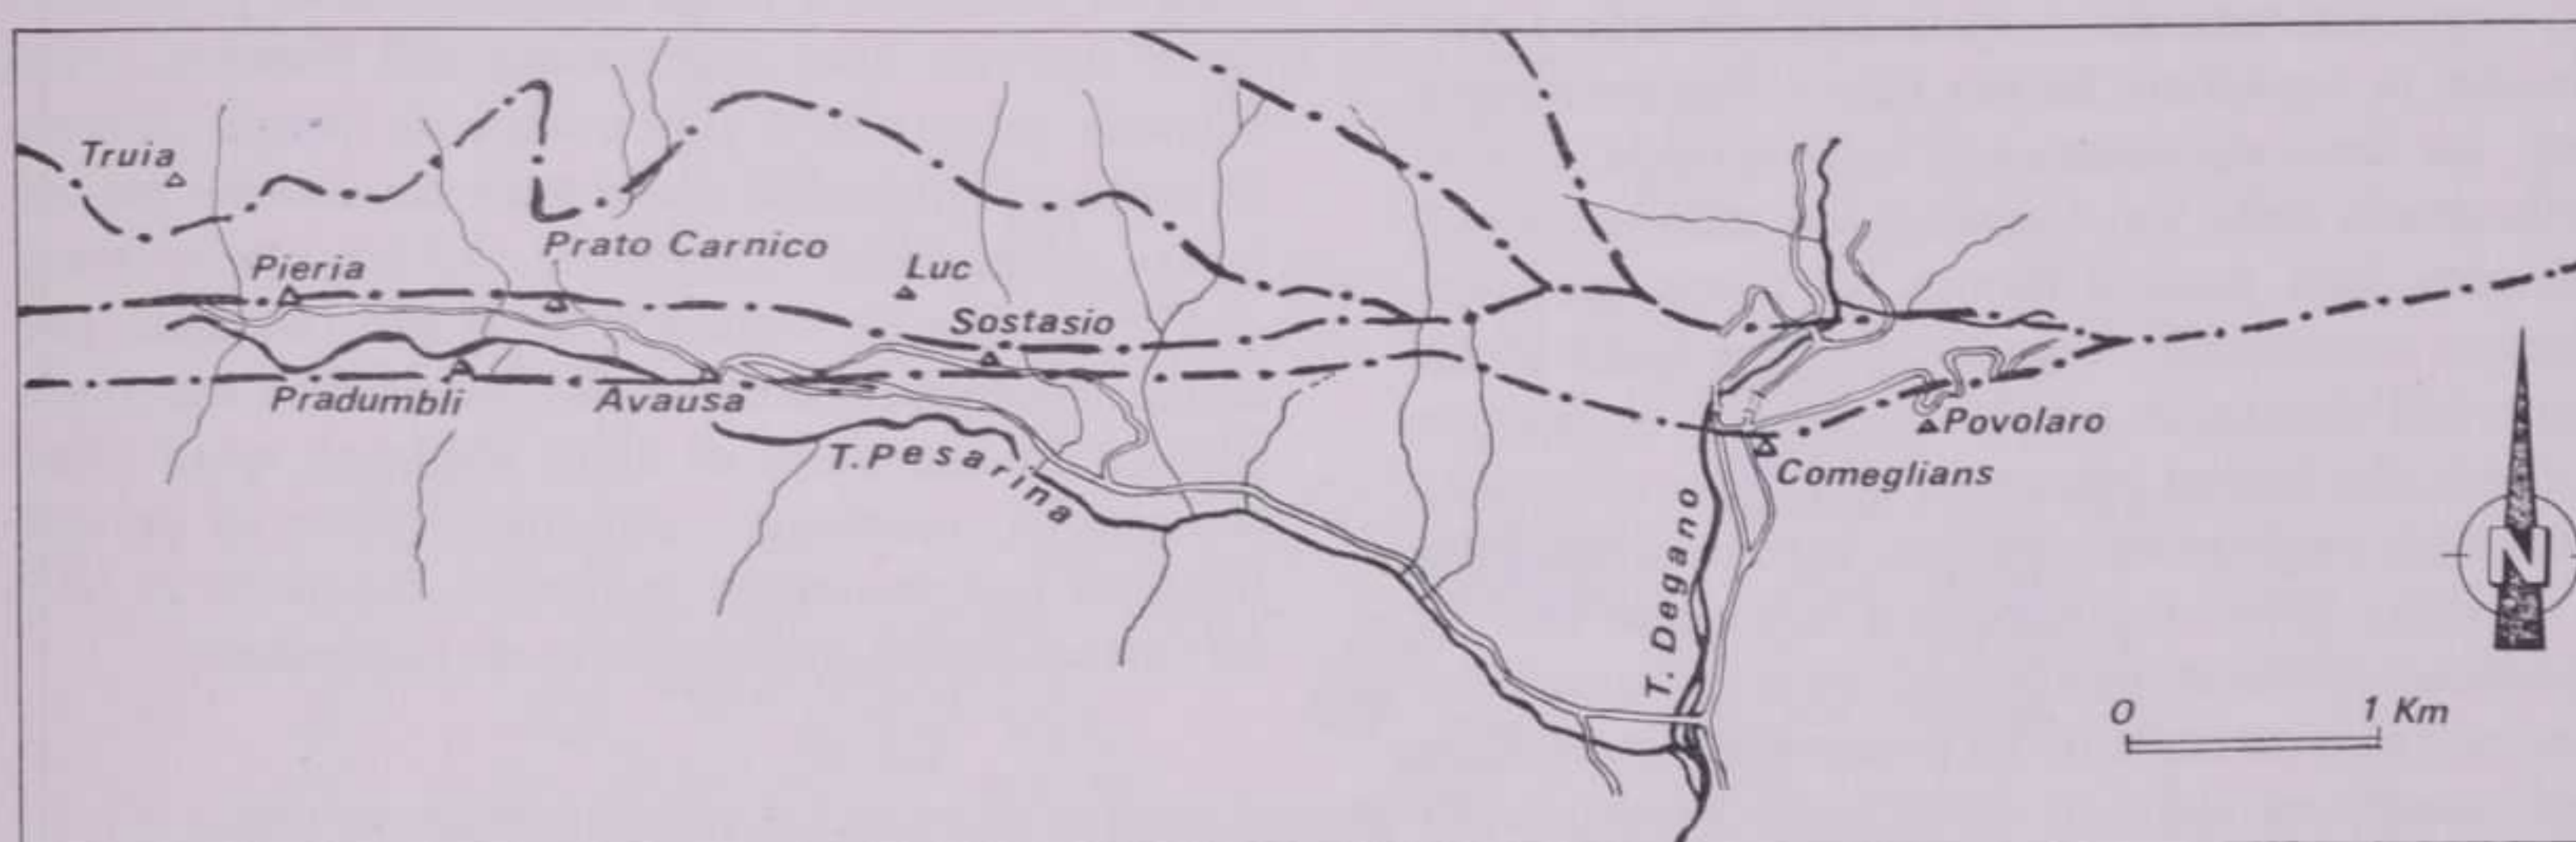 Truia
Prato Carnico
Pieria
Luc
Sostasio
Pradumbli
Avausa
T. Pesarina
Povolaro
Comeglians
T. Degano
N
0 1 Km